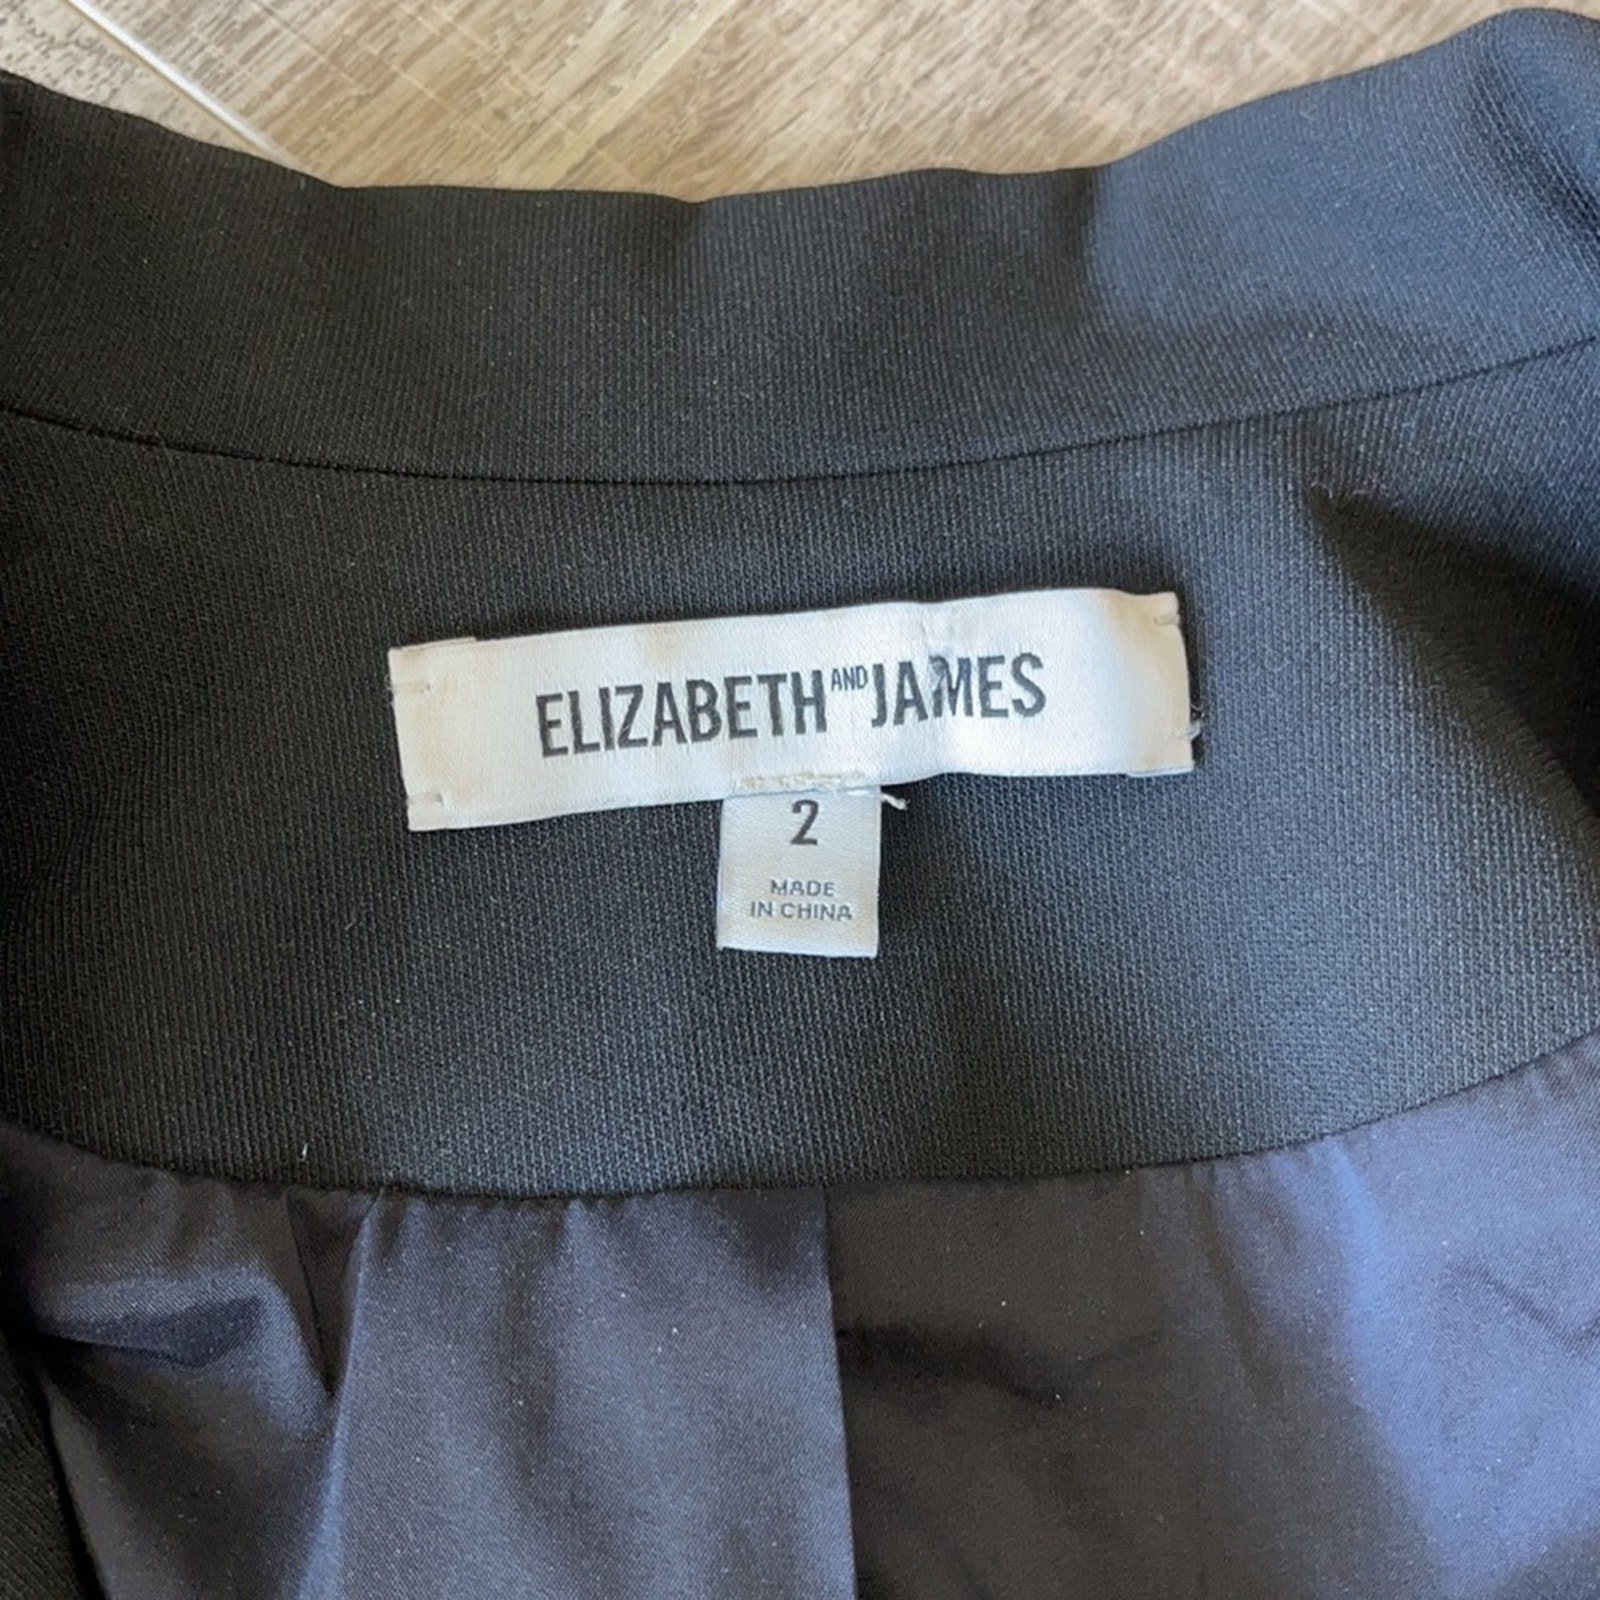 ELIZABETH AND JAMES
2
MADE
IN CHINA